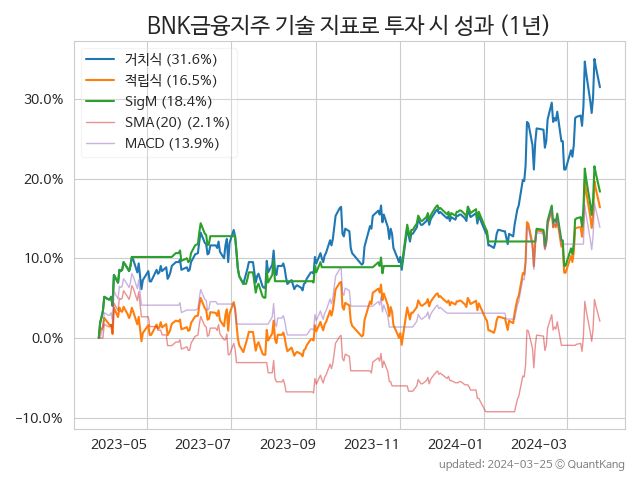 BNK금융지주 기술 지표로 투자 시 성과 (1년)
거치식 (31.6%)
적립식 (16.5%)
SigM (18.4%)
SMA(20) (2.1%)
MACD (13.9%)
30.0%
20.0%
10.0%
0.0%
−10.0%
2023-05 2023-07 2023-09 2023-11 2024-01 2024-03
updated: 2024-03-25 ⓒ QuantKang